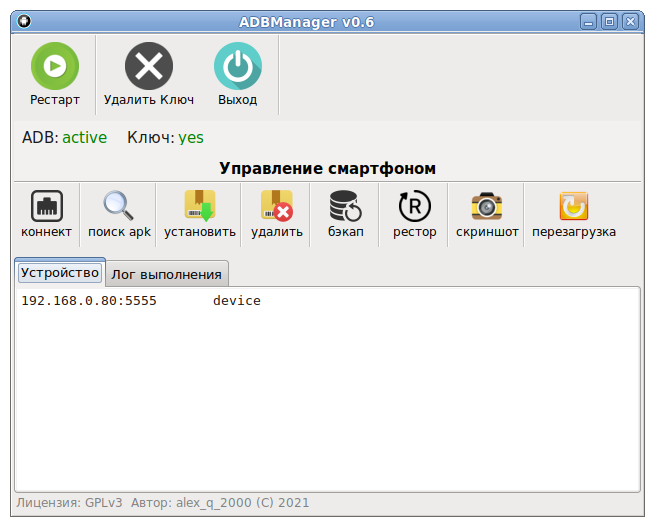 ADBManager v0.6
Рестарт Удалить Ключ Выход
ADB: active Ключ: yes
Управление смартфоном
R
коннект поиск apk установить удалить бэкап рестор скриншот перезагрузка
Устройство Лог выполнения
192.168.0.80:5555 device
Лицензия: GPLv3 Автор: alex_q_2000 (C) 2021